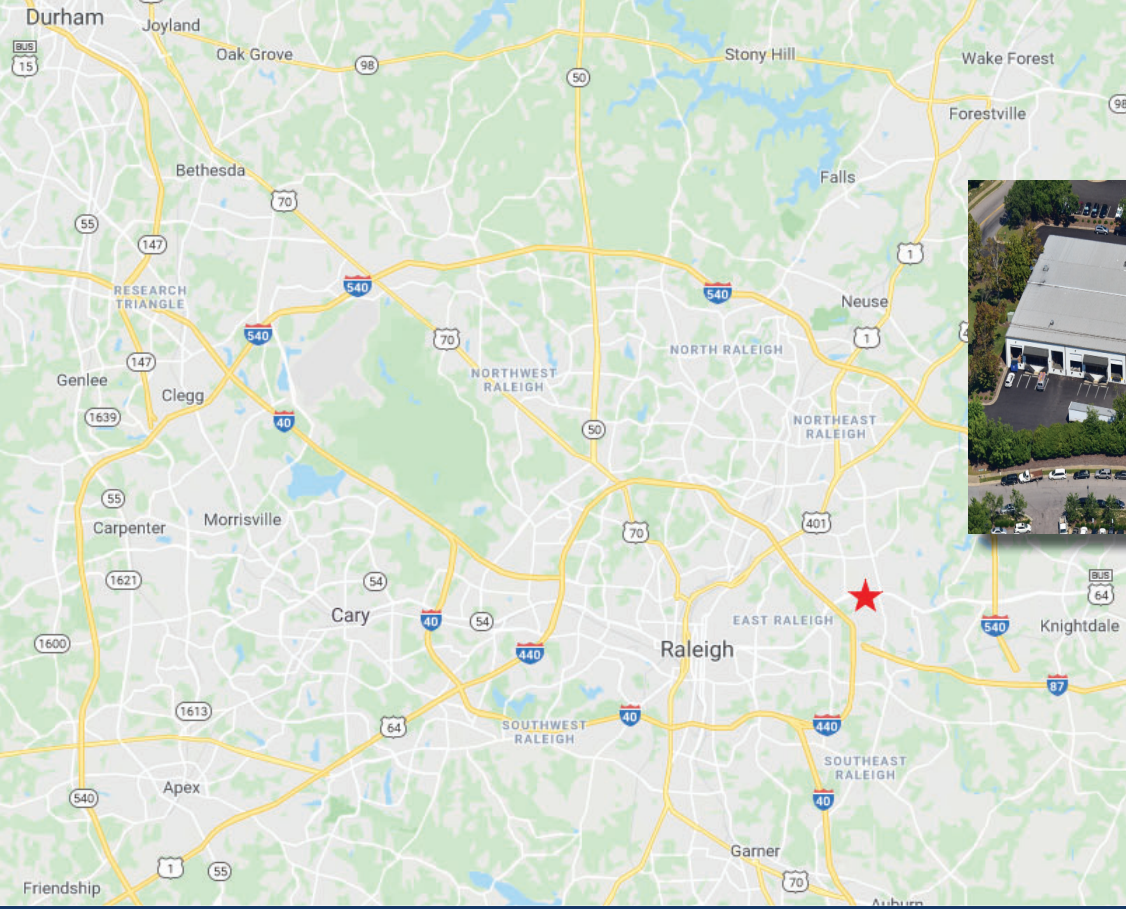 Durham
Joyland
BUS
15
Oak Grove
98
50
Stony Hill
Wake Forest
98
Forestville
Bethesda
70
Falls
55
147
1
RESEARCH
TRIANGLE
540
540
Neuse
540
70
1
147
NORTH RALEIGH
Genlee
Clegg
NORTHWEST
RALEIGH
1639
40
50
NORTHEAST
RALEIGH
55
Carpenter
Morrisville
70
401
1621
54
BUS
64
Cary
40
54
EAST RALEIGH
540
Knightdale
1600
440
Raleigh
87
1613
64
SOUTHWEST
RALEIGH
40
440
SOUTHEAST
RALEIGH
Apex
540
40
Garner
1
55
70
Friendship
Auburn